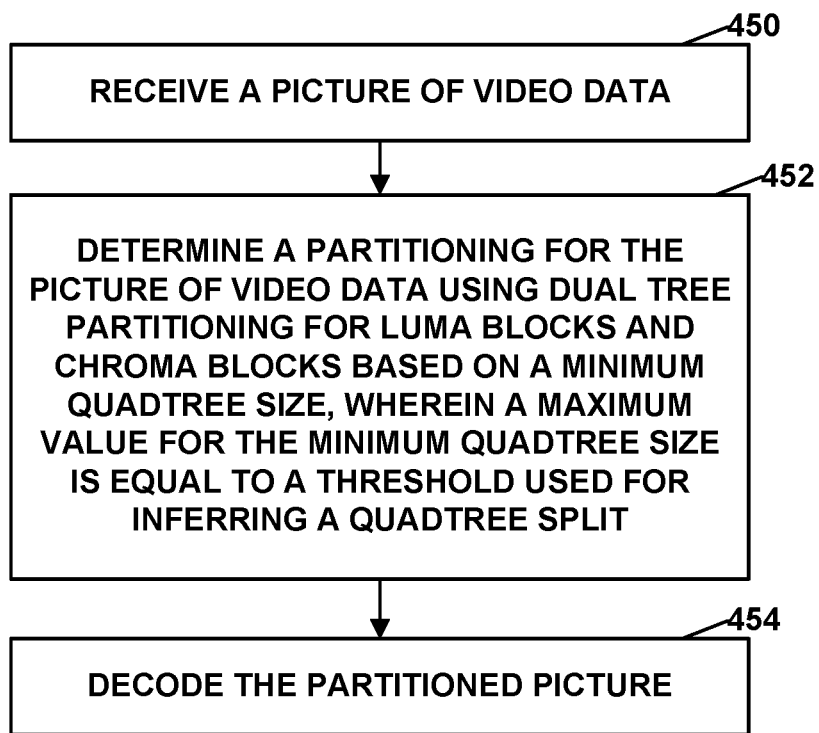 450
RECEIVE A PICTURE OF VIDEO DATA
452
DETERMINE A PARTITIONING FOR THE
PICTURE OF VIDEO DATA USING DUAL TREE
PARTITIONING FOR LUMA BLOCKS AND
CHROMA BLOCKS BASED ON A MINIMUM
QUADTREE SIZE, WHEREIN A MAXIMUM
VALUE FOR THE MINIMUM QUADTREE SIZE
IS EQUAL TO A THRESHOLD USED FOR
INFERRING A QUADTREE SPLIT
454
DECODE THE PARTITIONED PICTURE